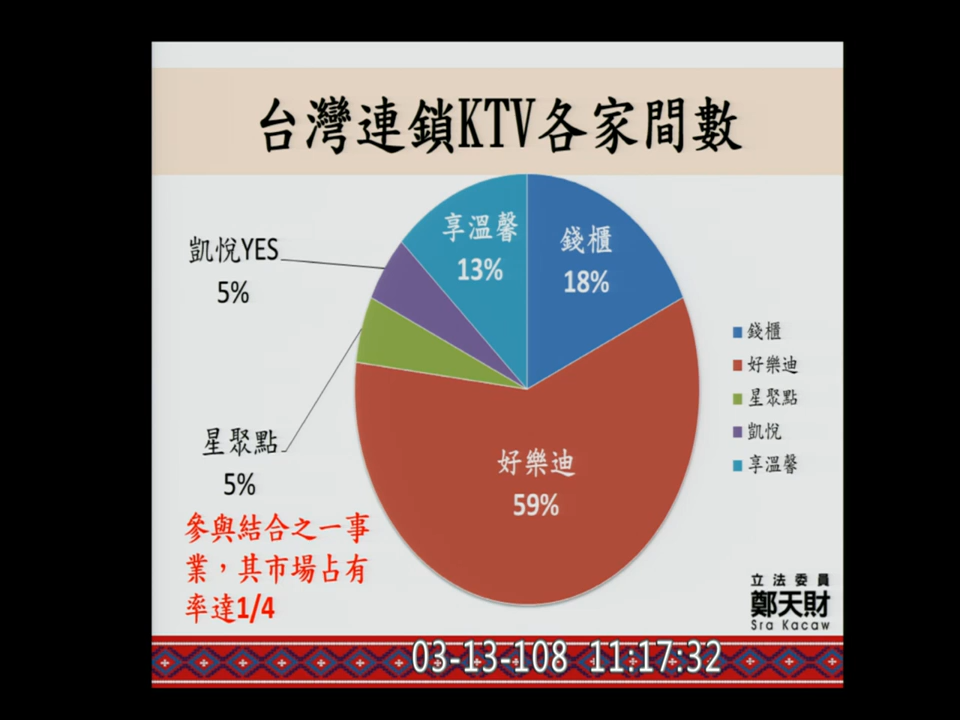 台灣連鎖KTV各家間數
享溫馨
13%
錢櫃
18%
凱悅YES
5%
星聚點
5%
好樂迪
59%
錢櫃
好樂迪
星聚點
凱悅
享溫馨
參與結合之一事
業，其市場占有
率達1/4
立法委員
鄭天財
Sra Kacaw
03-13-108 11:17:32